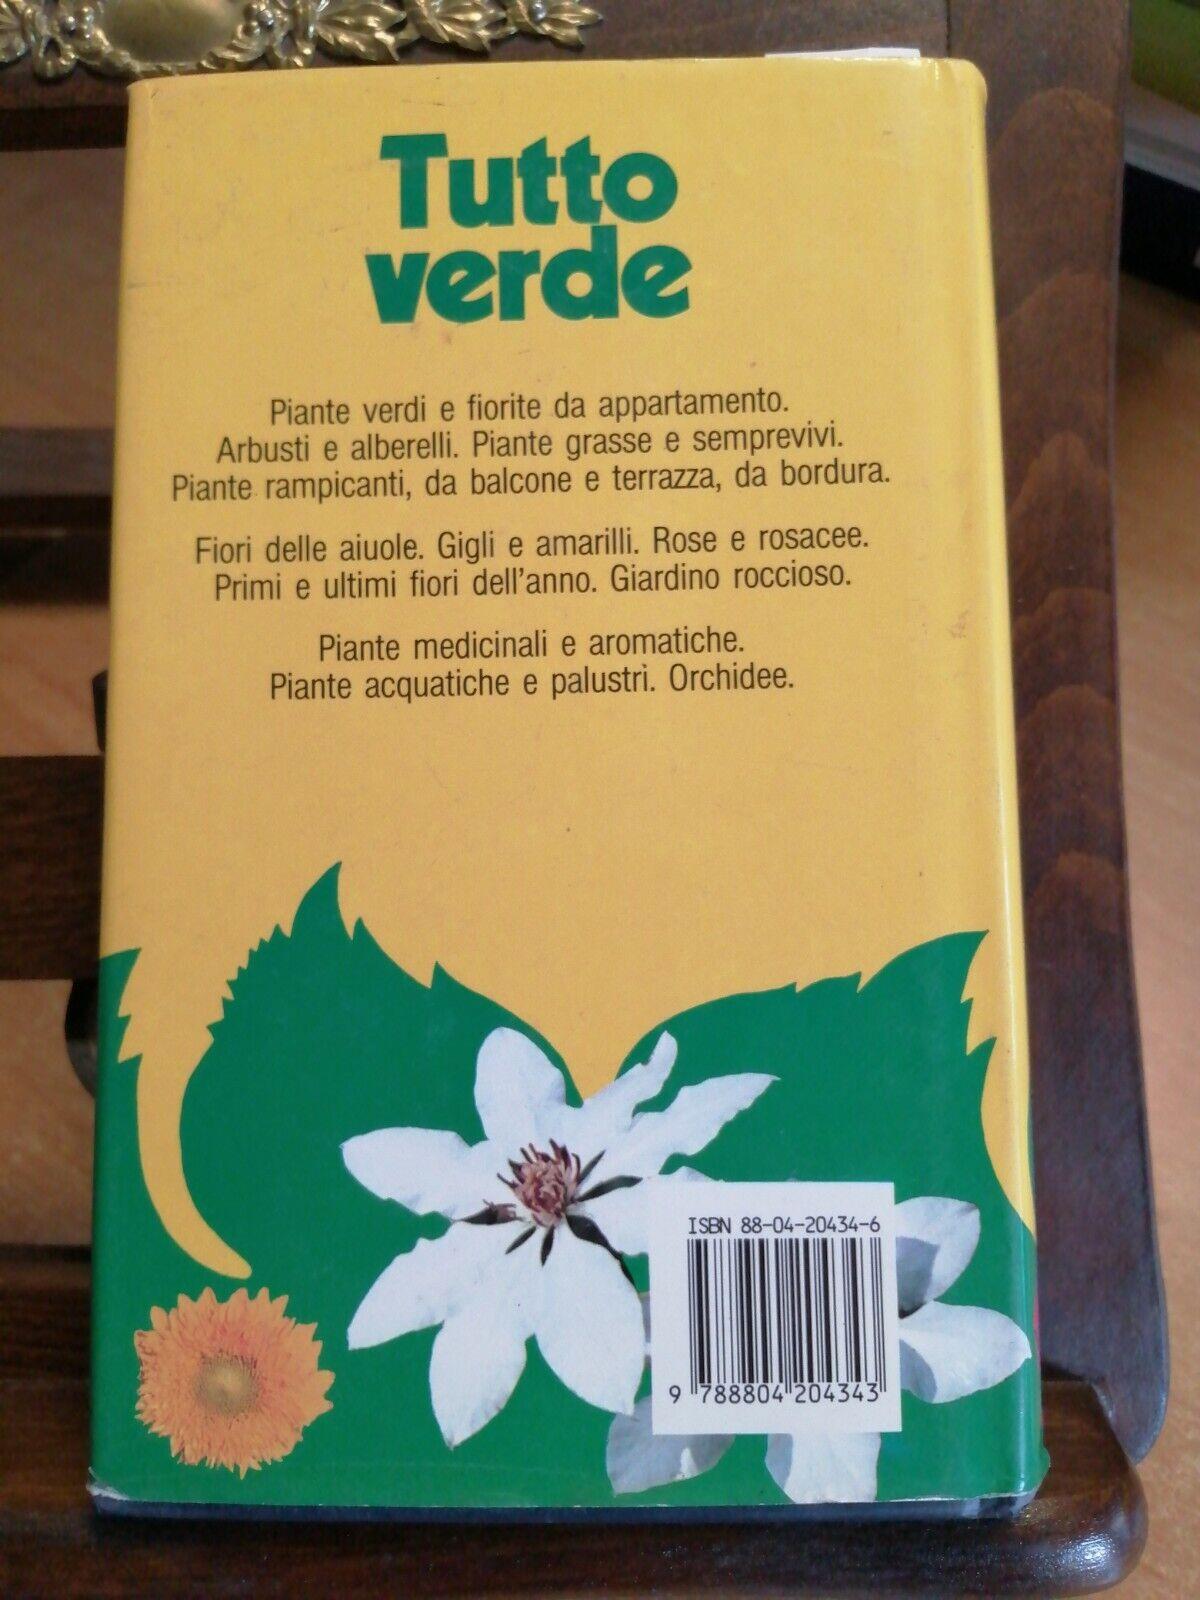 Tutto
verde
Piante verdi e fiorite da appartamento.
Arbusti e alberelli. Piante grasse e semprevivi.
Piante rampicanti, da balcone e terrazza, da bordura.
Fiori delle aiuole. Gigli e amarilli. Rose e rosacee.
Primi e ultimi fiori dell'anno. Giardino roccioso.
Piante medicinali e aromatiche.
Piante acquatiche e palustri. Orchidee.
ISBN 88-04-20434-6
9 788804 204343